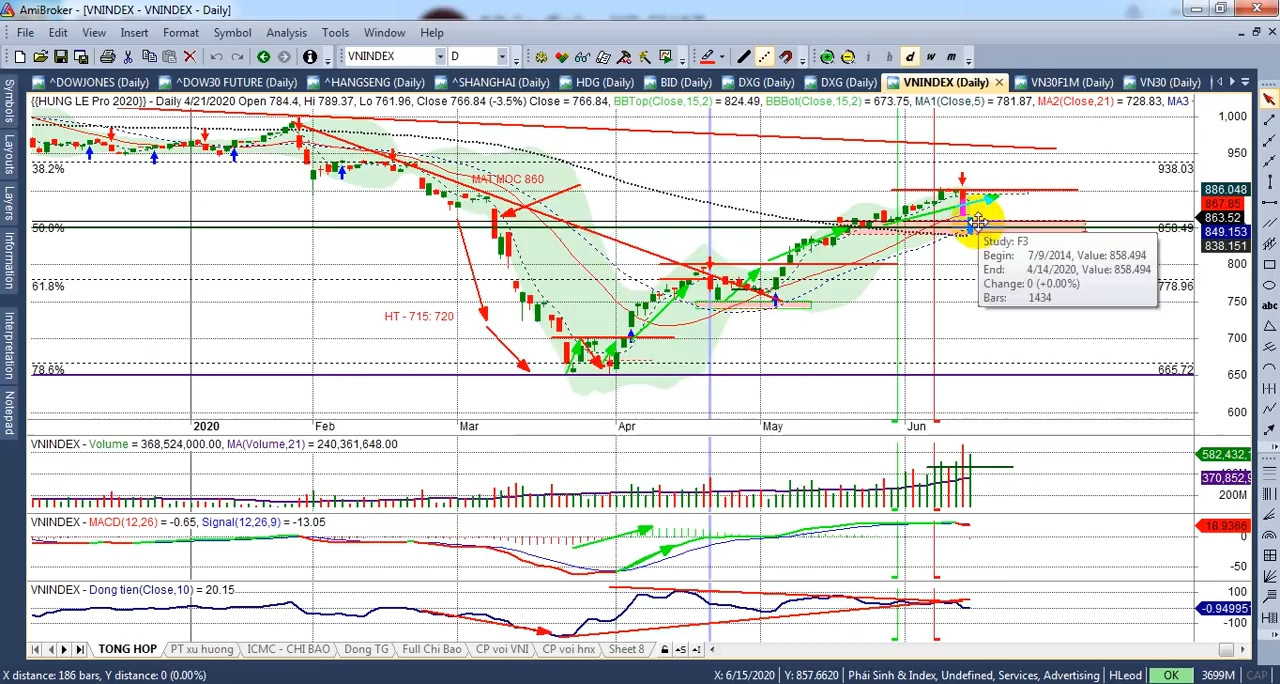 AmiBroker - [VNINDEX - VNINDEX - Daily]
File Edit View Insert Format Symbol Analysis Tools Window Help
VNINDEX D i h i d w m
^DOWJONES (Daily) ^DOW30 FUTURE (Daily) ^HANGSENG (Daily) ^SHANGHAI (Daily) HDG (Daily) BID (Daily) DXG (Daily) DXG (Daily) VNINDEX (Daily) VN30F1M (Daily) VN30 (Daily)
{{HUNG LE Pro 2020}} - Daily 4/21/2020 Open 784.4, Hi 789.37, Lo 761.96, Close 766.84 (-3.5%) Close = 766.84, BBTop(Close,15,2) = 824.49, BBBot(Close,15,2) = 673.75, MA1(Close,5) = 781.87, MA2(Close,21) = 728.83, MA3
Symbols
Layouts
Layers
Information
Interpretation
Notepad
1,000
950
38.2%
938.03
MAT MOC 860
886.048
867.85
863.52
50.0%
858.49
849.153
838.151
Study: F3
Begin: 7/9/2014, Value: 858.494
End: 4/14/2020, Value: 858.494
Change: 0 (+0.00%)
Bars: 1434
800
61.8%
778.96
750
HT - 715: 720
700
78.6%
665.72
650
600
2020 Feb Mar Apr May Jun
VNINDEX - Volume = 368,524,000.00, MA(Volume,21) = 240,361,648.00
582,432,
370,852,9
200M
VNINDEX - MACD(12,26) = -0.65, Signal(12,26,9) = -13.05
18.9366
0
-50
VNINDEX - Dong tien(Close,10) = 20.15
100
-0.94995
-100
TONG HOP PT xu huong ICMC - CHI BAO Dong TG Full Chi Bao CP voi VNI CP voi hnx Sheet 8
X distance: 186 bars, Y distance: 0 (0.00%) X: 6/15/2020 Y: 857.6620 Phái Sinh & Index, Undefined, Services, Advertising HLeod OK 3699M CAP
abc